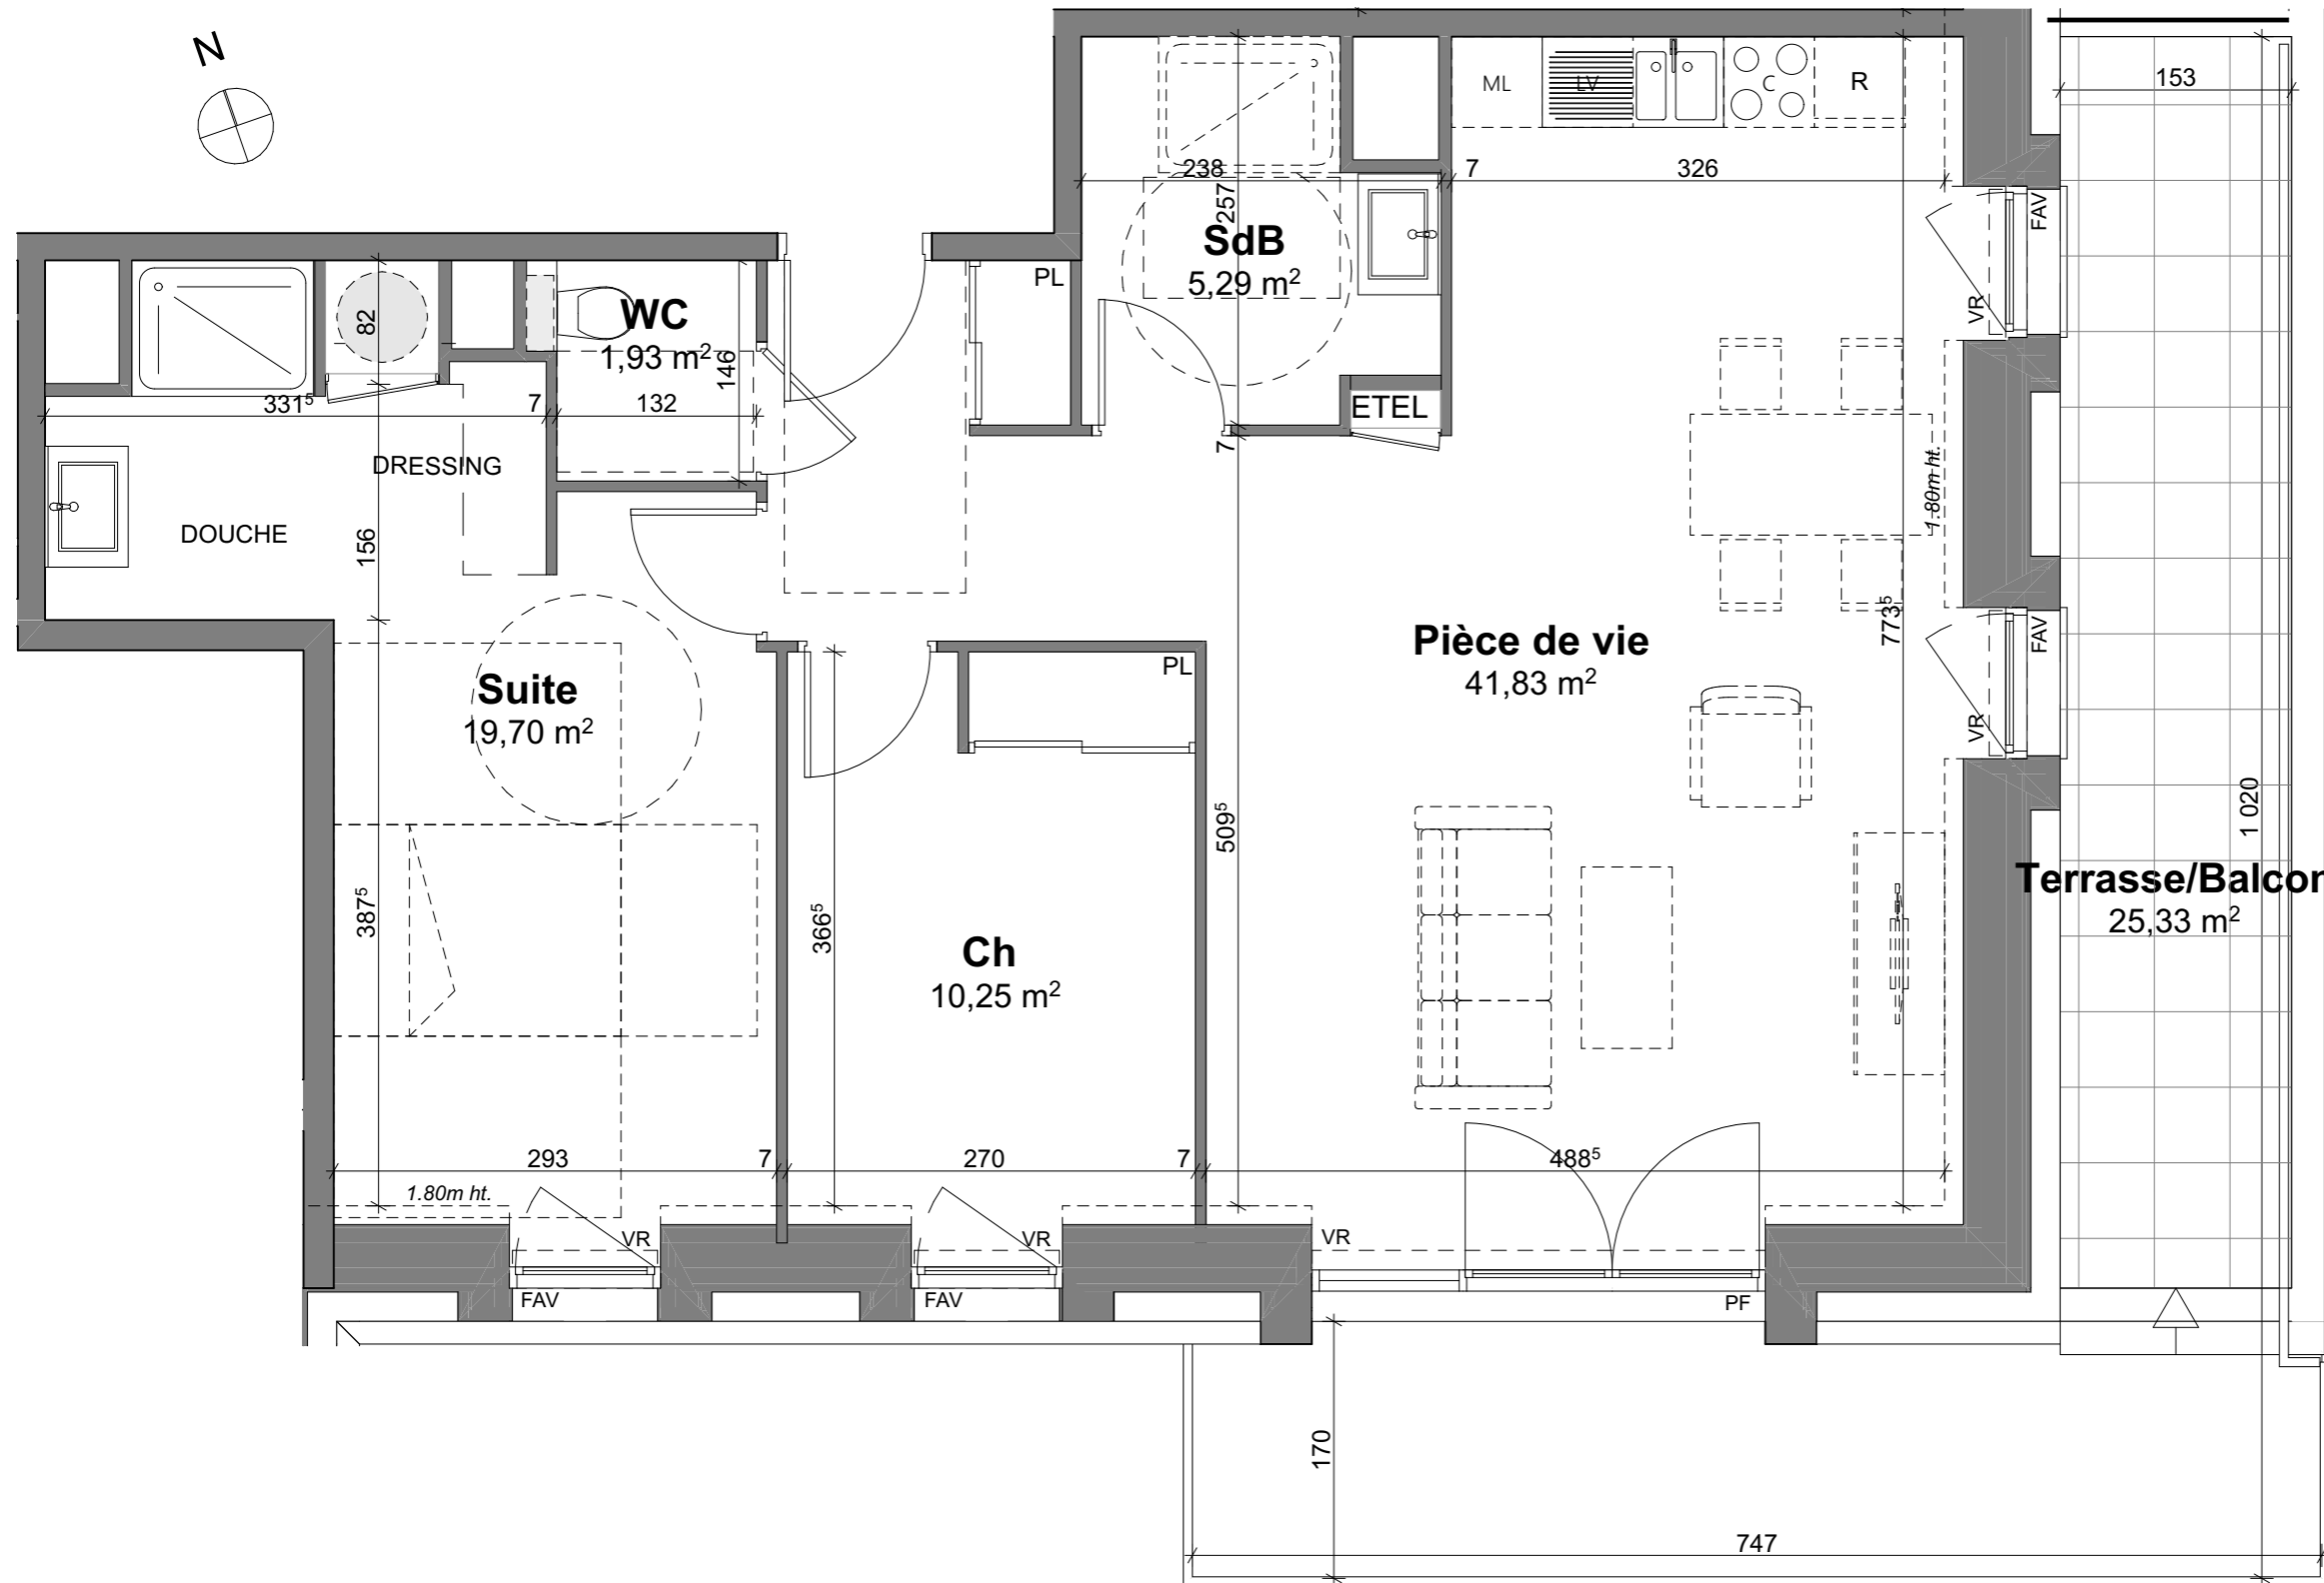 N
153
ML
LV
C
R
238
7
326
257
FAV
SdB
5,29 m²
PL
VR
WC
1,93 m²
82
146
331⁵
7
132
ETEL
7
DRESSING
1.80m ht.
DOUCHE
156
Pièce de vie
41,83 m²
773⁵
FAV
PL
Suite
19,70 m²
VR
1 020
509⁵
Terrasse/Balcon
25,33 m²
387⁵
366⁵
Ch
10,25 m²
293
7
270
7
488⁵
1.80m ht.
VR
VR
VR
FAV
FAV
PF
170
747